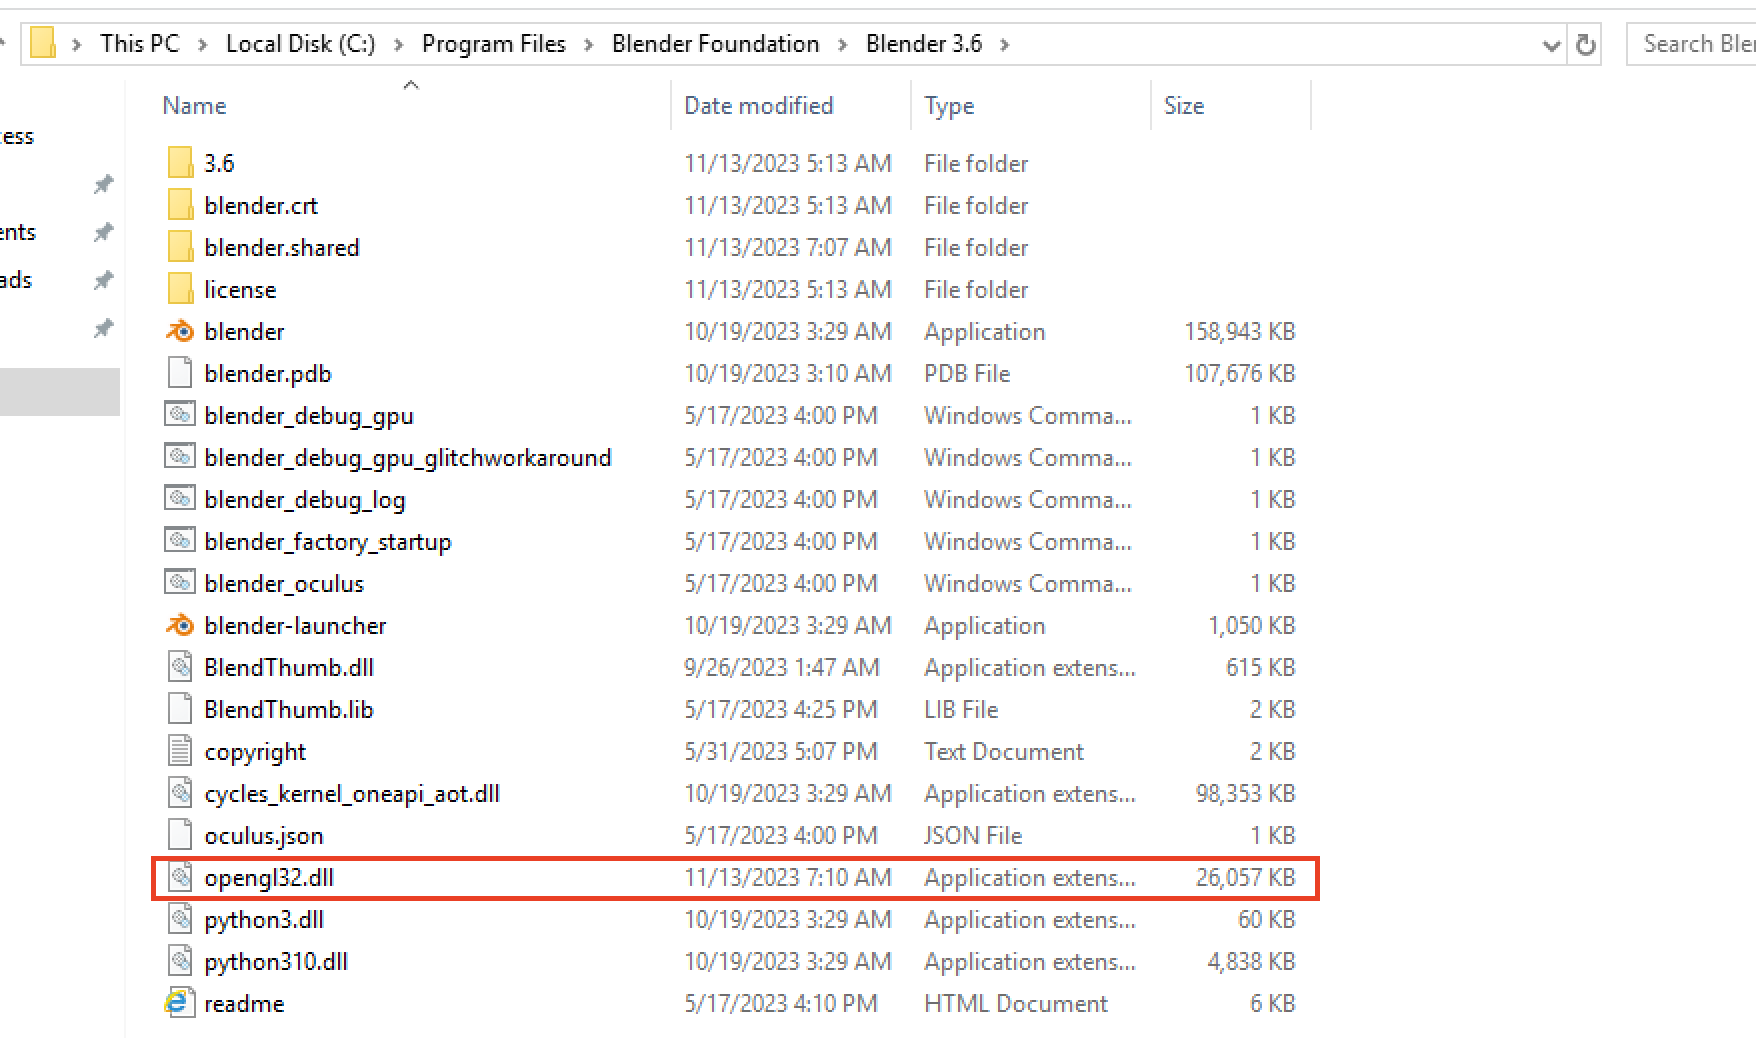 This PC > Local Disk (C:) > Program Files > Blender Foundation > Blender 3.6 >
Search Bler
Name Date modified Type Size
cess
ents
ads
3.6 11/13/2023 5:13 AM File folder
blender.crt 11/13/2023 5:13 AM File folder
blender.shared 11/13/2023 7:07 AM File folder
license 11/13/2023 5:13 AM File folder
blender 10/19/2023 3:29 AM Application 158,943 KB
blender.pdb 10/19/2023 3:10 AM PDB File 107,676 KB
blender_debug_gpu 5/17/2023 4:00 PM Windows Comma... 1 KB
blender_debug_gpu_glitchworkaround 5/17/2023 4:00 PM Windows Comma... 1 KB
blender_debug_log 5/17/2023 4:00 PM Windows Comma... 1 KB
blender_factory_startup 5/17/2023 4:00 PM Windows Comma... 1 KB
blender_oculus 5/17/2023 4:00 PM Windows Comma... 1 KB
blender-launcher 10/19/2023 3:29 AM Application 1,050 KB
BlendThumb.dll 9/26/2023 1:47 AM Application extens... 615 KB
BlendThumb.lib 5/17/2023 4:25 PM LIB File 2 KB
copyright 5/31/2023 5:07 PM Text Document 2 KB
cycles_kernel_oneapi_aot.dll 10/19/2023 3:29 AM Application extens... 98,353 KB
oculus.json 5/17/2023 4:00 PM JSON File 1 KB
opengl32.dll 11/13/2023 7:10 AM Application extens... 26,057 KB
python3.dll 10/19/2023 3:29 AM Application extens... 60 KB
python310.dll 10/19/2023 3:29 AM Application extens... 4,838 KB
readme 5/17/2023 4:10 PM HTML Document 6 KB